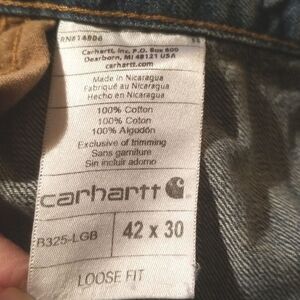 RN#14806
Carhartt, Inc. P.O. Box 600
Dearborn, MI 48121 USA
carhartt.com
Made in Nicaragua
Fabriqué au Nicaragua
Hecho en Nicaragua
100% Cotton
100% Coton
100% Algodón
Exclusive of trimming
Sans garniture
Sin incluir adorno
carhartt
B325-LGB
42 x 30
LOOSE FIT